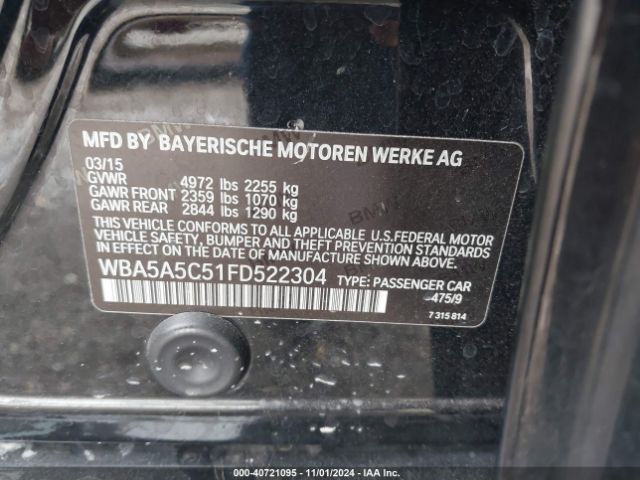 MFD BY BAYERISCHE MOTOREN WERKE AG
03/15
GVWR 4972 lbs 2255 kg
GAWR FRONT 2359 lbs 1070 kg
GAWR REAR 2844 lbs 1290 kg
THIS VEHICLE CONFORMS TO ALL APPLICABLE U.S.FEDERAL MOTOR
VEHICLE SAFETY, BUMPER AND THEFT PREVENTION STANDARDS
IN EFFECT ON THE DATE OF MANUFACTURE SHOWN ABOVE.
WBA5A5C51FD522304 TYPE: PASSENGER CAR
475/9
7 315 814
000-40721095 - 11/01/2024 - IAA Inc.